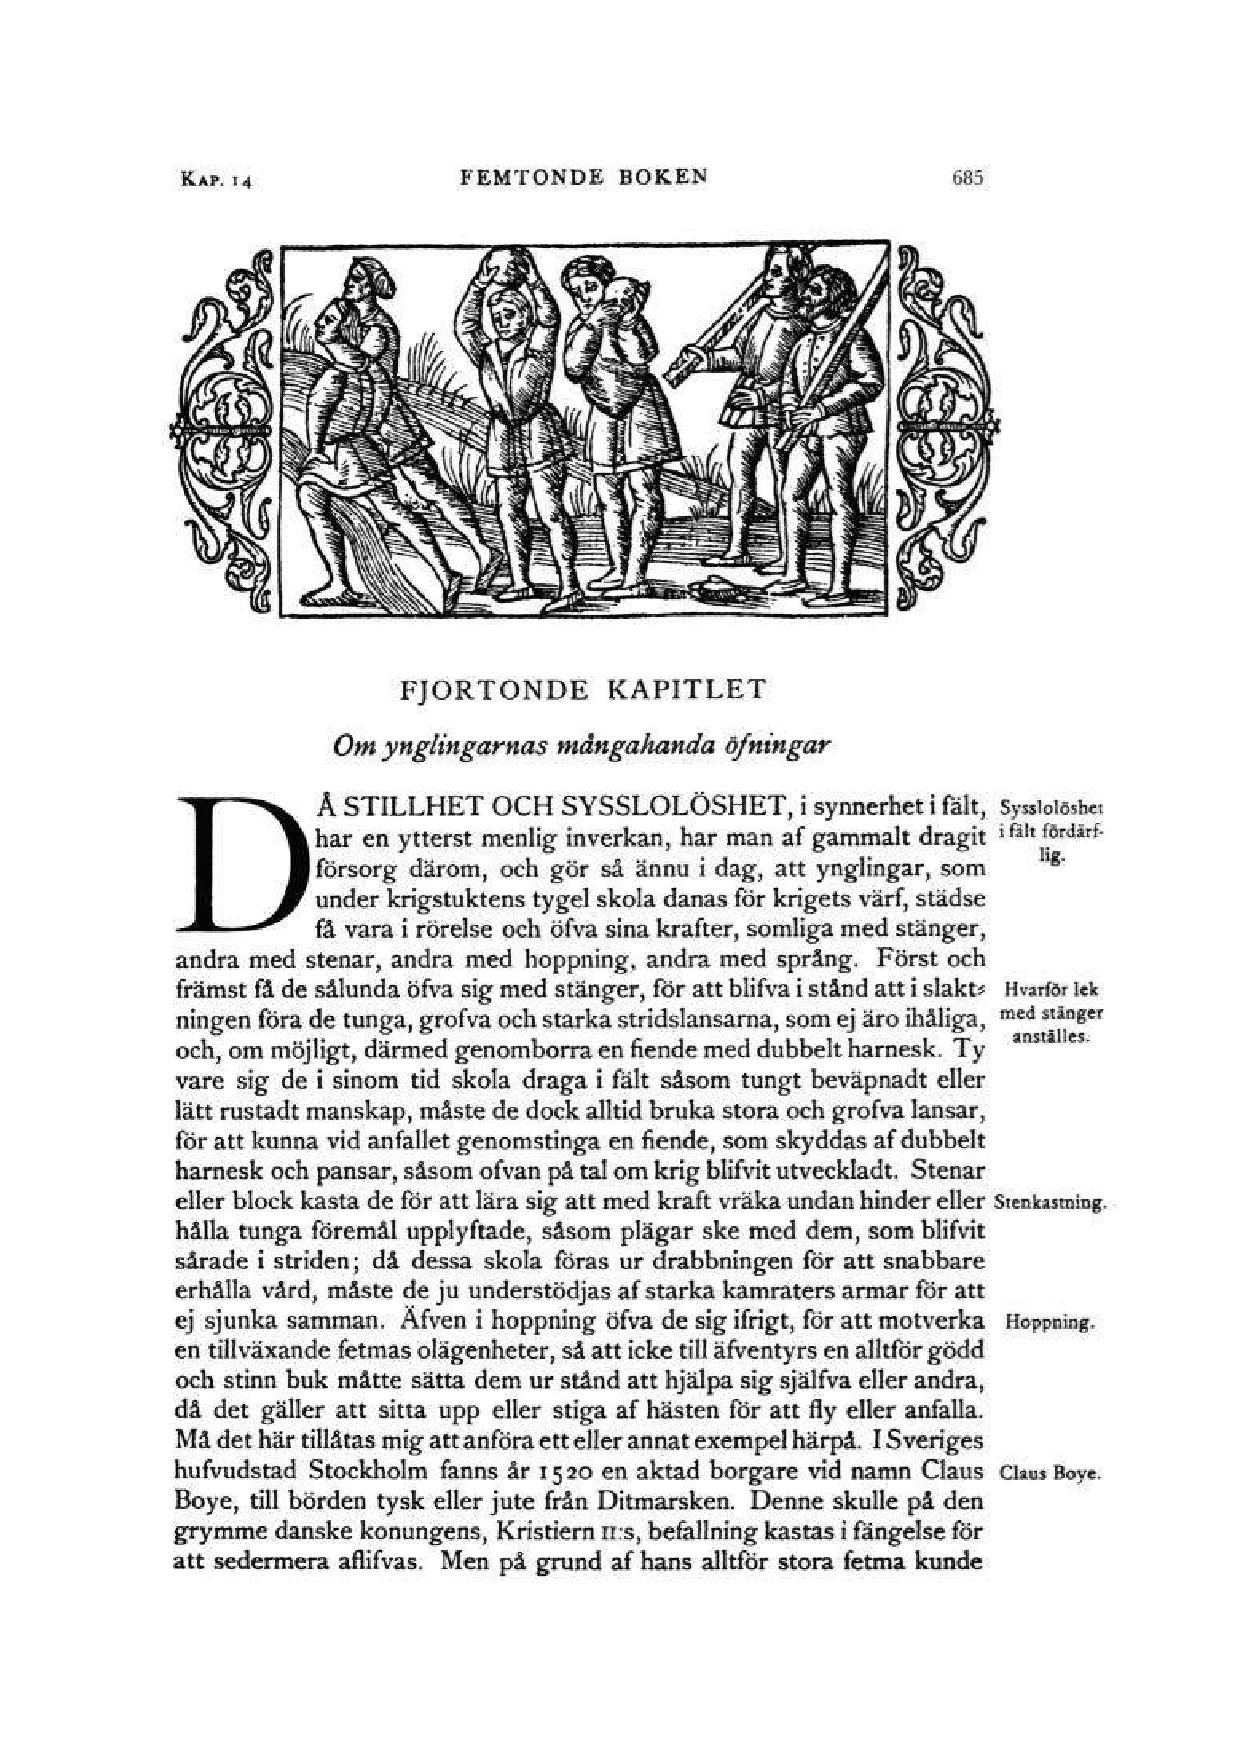 KAP. 14 FEMTONDE BOKEN 685
FJORTONDE KAPITLET
Om ynglingarnas mångahanda öfningar
DÅ STILLHET OCH SYSSLOLÖSHET, i synnerhet i fält,
har en ytterst menlig inverkan, har man af gammalt dragit
försorg därom, och gör så ännu i dag, att ynglingar, som
under krigstuktens tygel skola danas för krigets värf, städse
få vara i rörelse och öfva sina krafter, somliga med stänger,
andra med stenar, andra med hoppning, andra med språng. Först och
främst få de sålunda öfva sig med stänger, för att blifva i stånd att i slakt-
ningen föra de tunga, grofva och starka stridslansarna, som ej äro ihåliga,
och, om möjligt, därmed genomborra en fiende med dubbelt harnesk. Ty
vare sig de i sinom tid skola draga i fält såsom tungt beväpnadt eller
lätt rustadt manskap, måste de dock alltid bruka stora och grofva lansar,
för att kunna vid anfallet genomstinga en fiende, som skyddas af dubbelt
harnesk och pansar, såsom ofvan på tal om krig blifvit utveckladt. Stenar
eller block kasta de för att lära sig att med kraft vräka undan hinder eller
hålla tunga föremål upplyftade, såsom plägar ske med dem, som blifvit
sårade i striden; då dessa skola föras ur drabbningen för att snabbare
erhålla vård, måste de ju understödjas af starka kamraters armar för att
ej sjunka samman. Äfven i hoppning öfva de sig ifrigt, för att motverka
en tillväxande fetmas olägenheter, så att icke till äfventyrs en alltför gödd
och stinn buk måtte sätta dem ur stånd att hjälpa sig själfva eller andra,
då det gäller att sitta upp eller stiga af hästen för att fly eller anfalla.
Må det här tillåtas mig att anföra ett eller annat exempel härpå. I Sveriges
hufvudstad Stockholm fanns år 1520 en aktad borgare vid namn Claus
Boye, till börden tysk eller jute från Ditmarsken. Denne skulle på den
grymme danske konungens, Kristiern II:s, befallning kastas i fängelse för
att sedermera aflifvas. Men på grund af hans alltför stora fetma kunde
Sysslolöshet
i fält fördärf-
lig.
Hvarför lek
med stänger
anställes.
Stenkastning.
Hoppning.
Claus Boye.